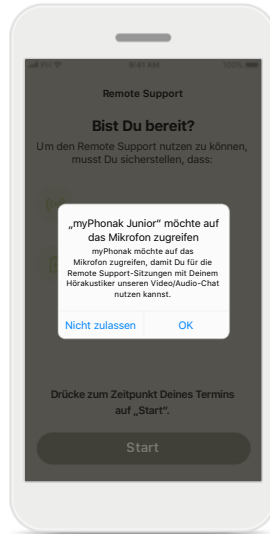 PH
9:41 AM
100%
Remote Support
Bist Du bereit?
Um den Remote Support nutzen zu können,
musst Du sicherstellen, dass:
„myPhonak Junior“ möchte auf
das Mikrofon zugreifen
myPhonak möchte auf das
Mikrofon zugreifen, damit Du für die
Remote Support-Sitzungen mit Deinem
Hörakustiker unseren Video/Audio-Chat
nutzen kannst.
Nicht zulassen OK
Drücke zum Zeitpunkt Deines Termins
auf „Start“.
Start